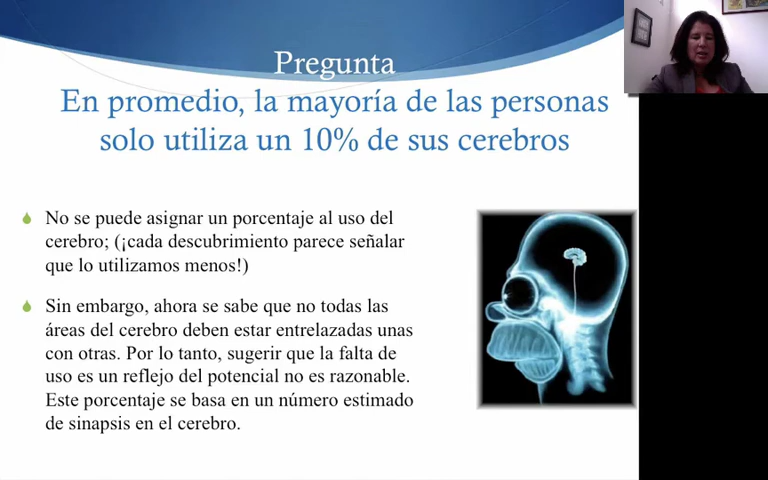 Pregunta
En promedio, la mayoría de las personas
solo utiliza un 10% de sus cerebros
No se puede asignar un porcentaje al uso del
cerebro; (¡cada descubrimiento parece señalar
que lo utilizamos menos!)
Sin embargo, ahora se sabe que no todas las
áreas del cerebro deben estar entrelazadas unas
con otras. Por lo tanto, sugerir que la falta de
uso es un reflejo del potencial no es razonable.
Este porcentaje se basa en un número estimado
de sinapsis en el cerebro.